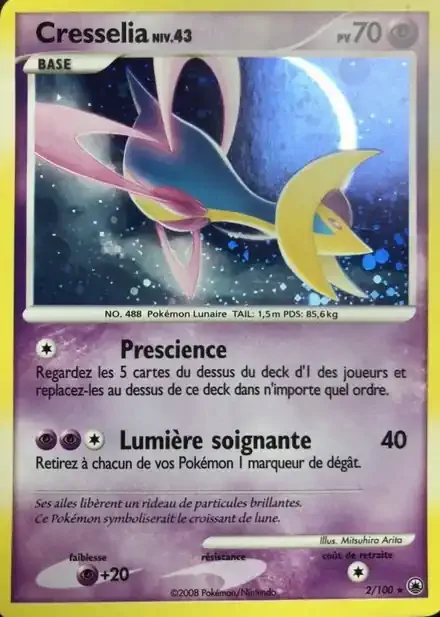 Cresselia NIV.43 PV 70
BASE
NO. 488 Pokémon Lunaire TAIL: 1,5m PDS: 85,6kg
Prescience
Regardez les 5 cartes du dessus du deck d'1 des joueurs et
replacez-les au dessus de ce deck dans n'importe quel ordre.
Lumière soignante 40
Retirez à chacun de vos Pokémon 1 marqueur de dégât.
Ses ailes libèrent un rideau de particules brillantes.
Ce Pokémon symboliserait le croissant de lune.
Illus. Mitsuhiro Arita
faiblesse résistance coût de retraite
+20
©2008 Pokémon/Nintendo 2/100 ★